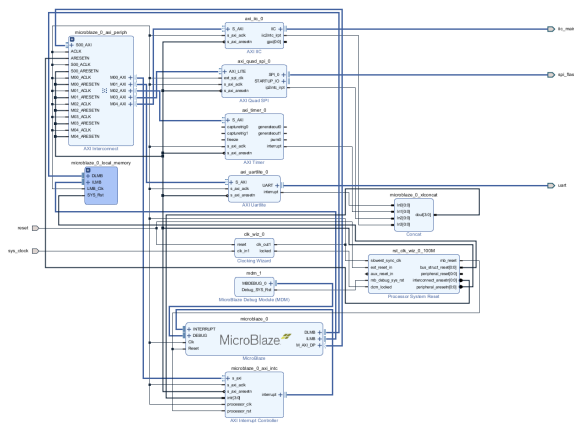 axi_iic_0
S_AXI
s_axi_aclk
s_axi_aresetn
IIC
iic2intc_irpt
gpo[0:0]
AXI IIC
microblaze_0_axi_periph
S00_AXI
ACLK
ARESETN
S00_ACLK
S00_ARESETN
M00_ACLK
M00_ARESETN
M01_ACLK
M01_ARESETN
M02_ACLK
M02_ARESETN
M03_ACLK
M03_ARESETN
M04_ACLK
M04_ARESETN
M00_AXI
M01_AXI
M02_AXI
M03_AXI
M04_AXI
AXI Interconnect
axi_quad_spi_0
AXI_LITE
ext_spi_clk
s_axi_aclk
s_axi_aresetn
SPI_0
STARTUP_IO
ip2intc_irpt
AXI Quad SPI
axi_timer_0
S_AXI
capturetrig0
capturetrig1
freeze
s_axi_aclk
s_axi_aresetn
generateout0
generateout1
pwm0
interrupt
AXI Timer
microblaze_0_local_memory
DLMB
ILMB
LMB_Clk
SYS_Rst
axi_uartlite_0
S_AXI
s_axi_aclk
s_axi_aresetn
UART
interrupt
AXI Uartlite
uart
microblaze_0_xlconcat
In0[0:0]
In1[0:0]
In2[0:0]
In3[0:0]
dout[3:0]
Concat
reset
sys_clock
clk_wiz_0
reset
clk_in1
clk_out1
locked
Clocking Wizard
rst_clk_wiz_0_100M
slowest_sync_clk
ext_reset_in
aux_reset_in
mb_debug_sys_rst
dcm_locked
mb_reset
bus_struct_reset[0:0]
peripheral_reset[0:0]
interconnect_aresetn[0:0]
peripheral_aresetn[0:0]
Processor System Reset
mdm_1
MBDEBUG_0
Debug_SYS_Rst
MicroBlaze Debug Module (MDM)
microblaze_0
INTERRUPT
DEBUG
Clk
Reset
MicroBlaze
DLMB
ILMB
M_AXI_DP
MicroBlaze
microblaze_0_axi_intc
s_axi
s_axi_aclk
s_axi_aresetn
intr[3:0]
processor_clk
processor_rst
interrupt
AXI Interrupt Controller